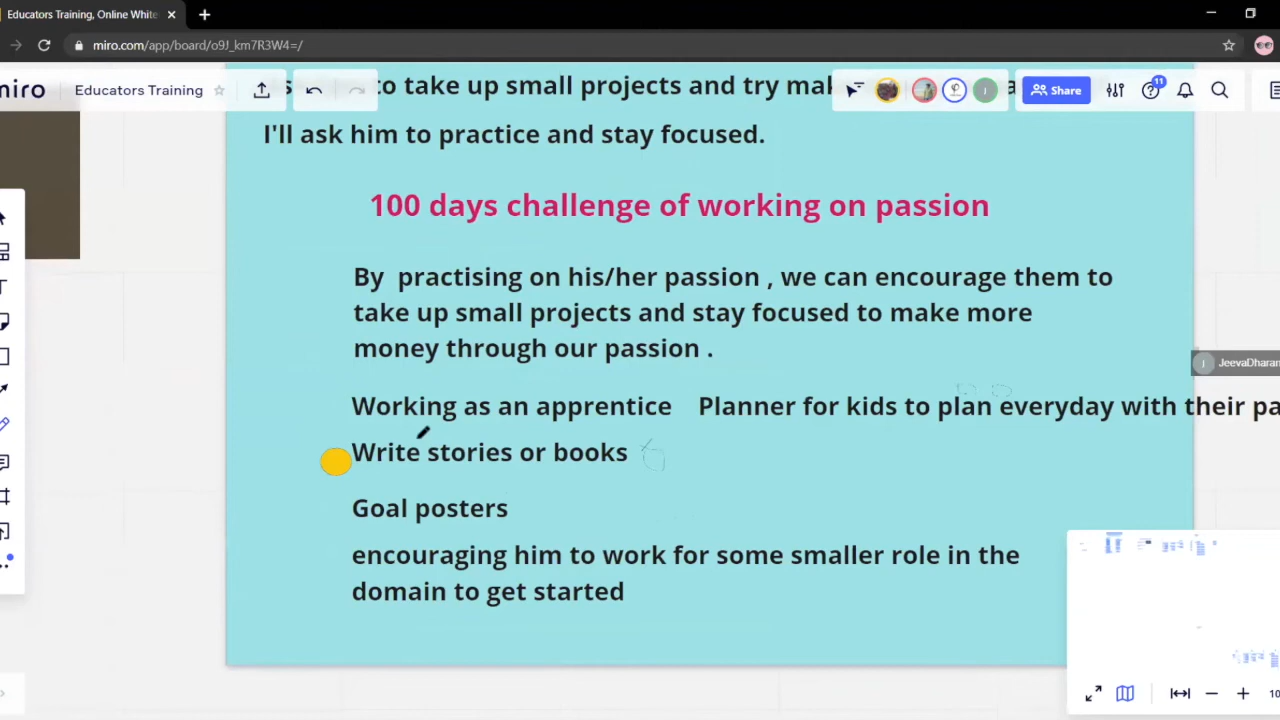 Educators Training, Online White
miro.com/app/board/o9J_km7R3W4=/
miro
Educators Training
Share
11
to take up small projects and try mak
I'll ask him to practice and stay focused.
100 days challenge of working on passion
By practising on his/her passion , we can encourage them to
take up small projects and stay focused to make more
money through our passion .
JeevaDharan
Working as an apprentice
Planner for kids to plan everyday with their pa
Write stories or books
Goal posters
encouraging him to work for some smaller role in the
domain to get started
10